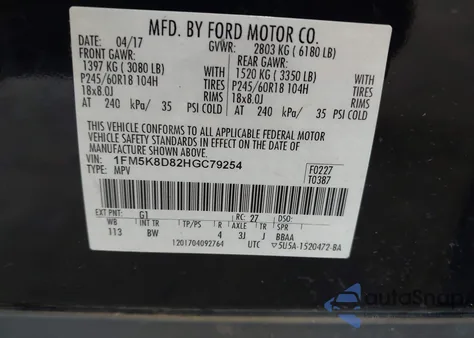 MFD. BY FORD MOTOR CO.
DATE: 04/17 GVWR: 2803 KG ( 6180 LB)
FRONT GAWR: REAR GAWR:
1397 KG ( 3080 LB) 1520 KG ( 3350 LB)
P245/60R18 104H TIRES P245/60R18 104H TIRES
18x8.0J RIMS 18x8.0J RIMS
AT 240 kPa/ 35 PSI COLD AT 240 kPa/ 35 PSI COLD
THIS VEHICLE CONFORMS TO ALL APPLICABLE FEDERAL MOTOR
VEHICLE SAFETY STANDARDS IN EFFECT ON THE DATE OF
MANUFACTURE SHOWN ABOVE.
VIN: 1FM5K8D82HGC79254
TYPE: MPV
F0227
T0387
EXT PNT: G1 RC: 27 DSO:
WB INT TR TP/PS R AXLE TR SPR
113 BW 4 3J J BBAA
1201704092764 UTC 5U5A-1520472-BA
autoSnap